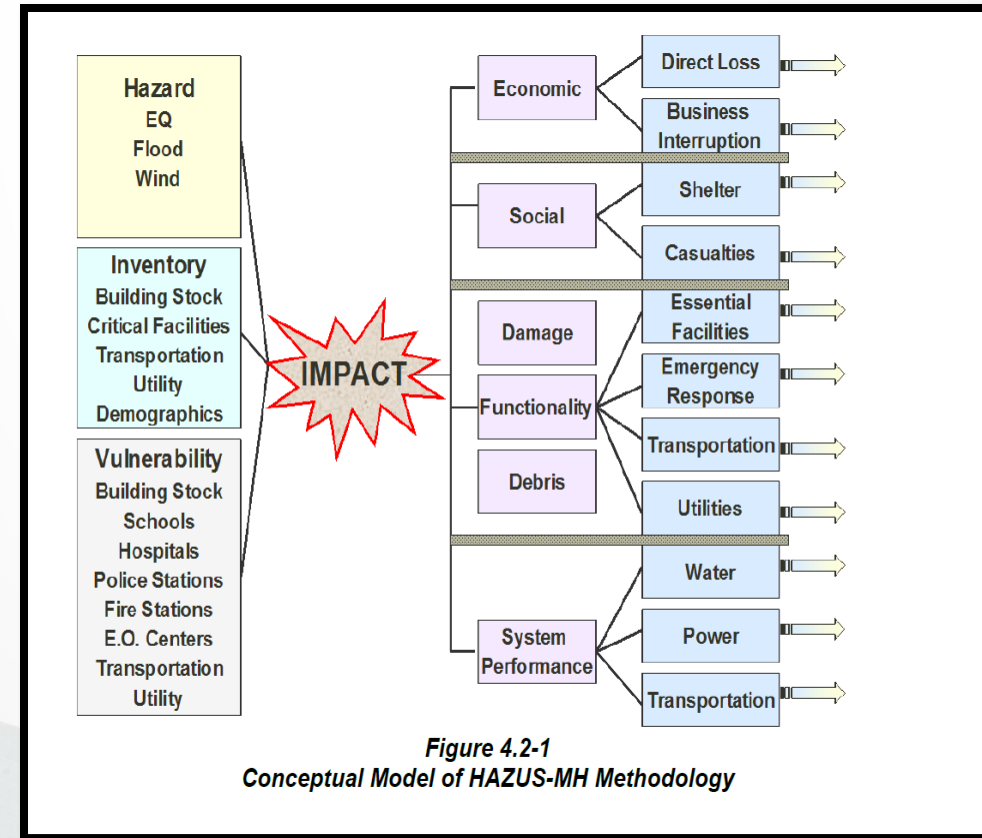 Hazard
EQ
Flood
Wind
Inventory
Building Stock
Critical Facilities
Transportation
Utility
Demographics
Vulnerability
Building Stock
Schools
Hospitals
Police Stations
Fire Stations
E.O. Centers
Transportation
Utility
IMPACT
Economic
Social
Damage
Functionality
Debris
System
Performance
Direct Loss
Business
Interruption
Shelter
Casualties
Essential
Facilities
Emergency
Response
Transportation
Utilities
Water
Power
Transportation
Figure 4.2-1
Conceptual Model of HAZUS-MH Methodology